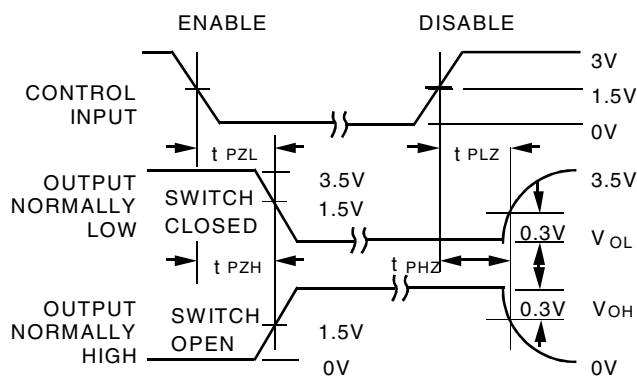 ENABLE DISABLE
CONTROL
INPUT
3V
1.5V
0V
t PZL
t PLZ
OUTPUT
NORMALLY
LOW
SWITCH
CLOSED
3.5V
1.5V
3.5V
0.3V
VOL
t PZH
t PHZ
OUTPUT
NORMALLY
HIGH
SWITCH
OPEN
1.5V
0V
0.3V
VOH
0V